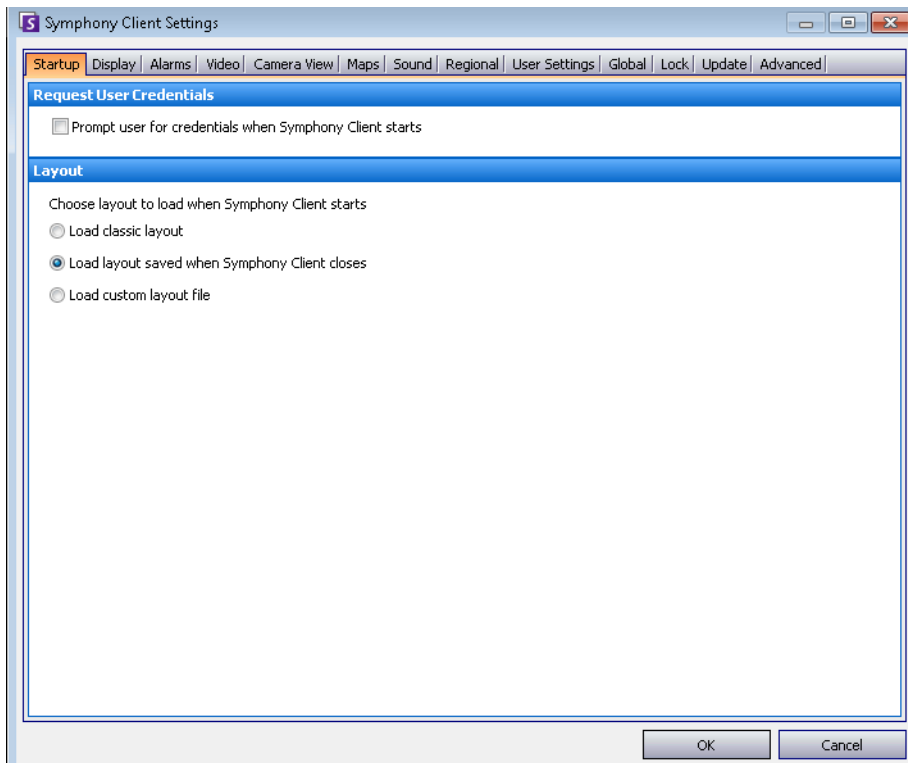 Symphony Client Settings
Startup Display Alarms Video Camera View Maps Sound Regional User Settings Global Lock Update Advanced
Request User Credentials
Prompt user for credentials when Symphony Client starts
Layout
Choose layout to load when Symphony Client starts
Load classic layout
Load layout saved when Symphony Client closes
Load custom layout file
OK Cancel